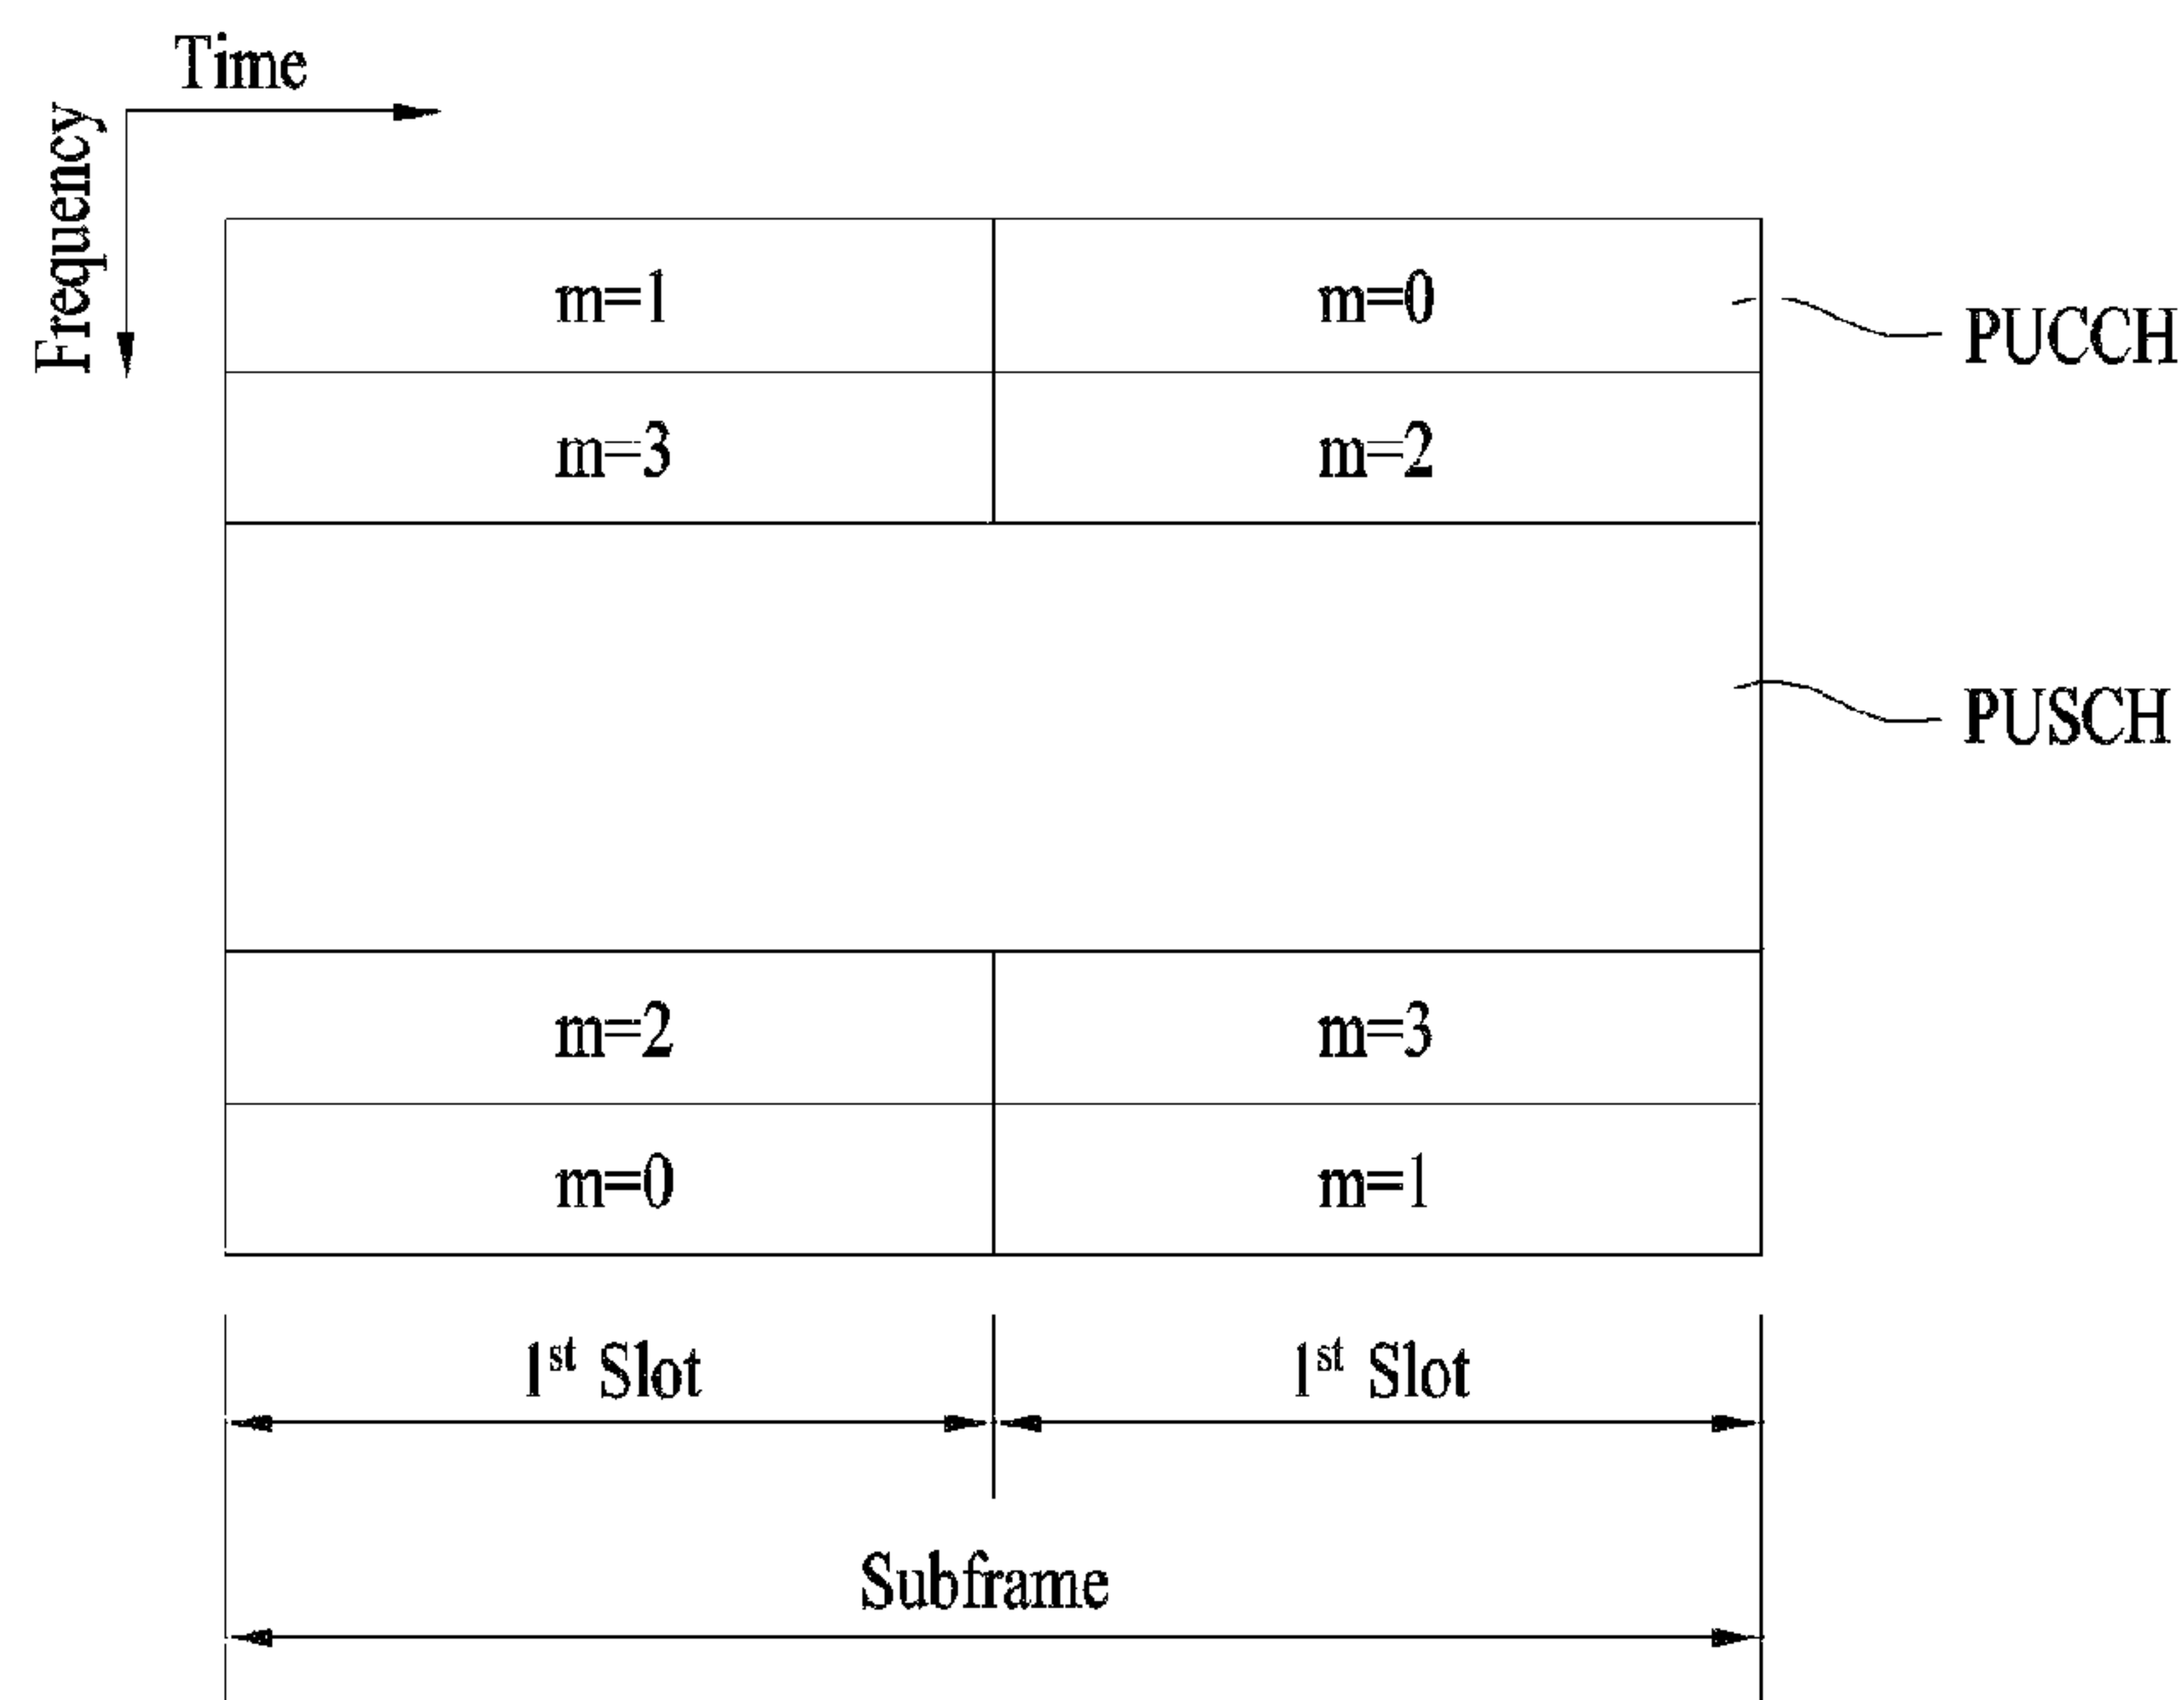 Time
Frequency
m=1 m=0
PUCCH
m=3 m=2
PUSCH
m=2 m=3
m=0 m=1
1st Slot 1st Slot
Subframe